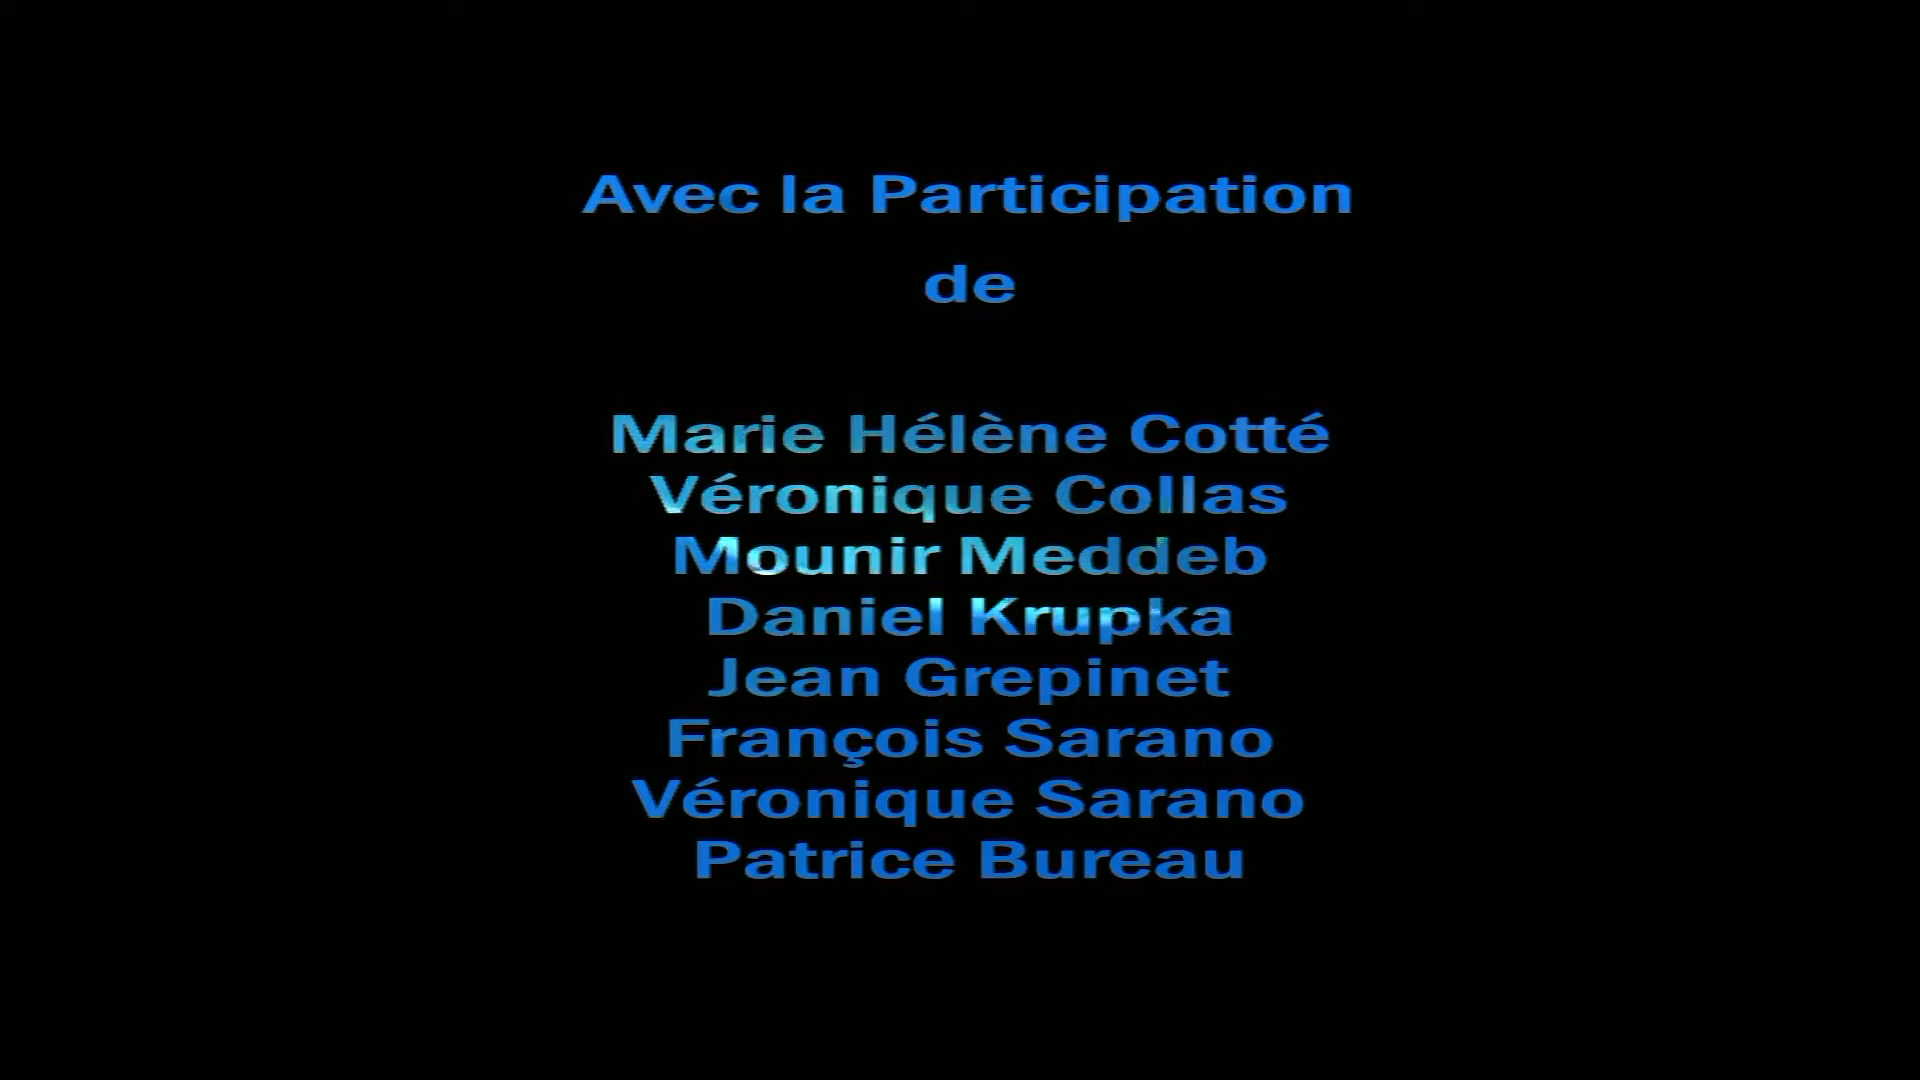 Avec la Participation
de
Marie Hélène Cotté
Véronique Collas
Mounir Meddeb
Daniel Krupka
Jean Grepinet
François Sarano
Véronique Sarano
Patrice Bureau